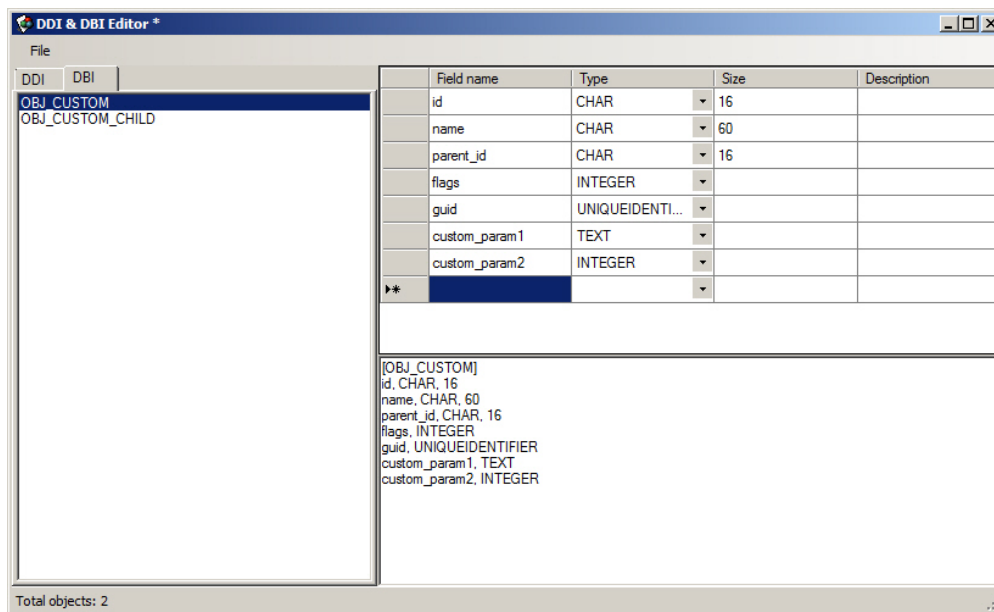 DDI & DBI Editor *
File
DDI DBI
OBJ_CUSTOM
OBJ_CUSTOM_CHILD
Field name Type Size Description
id CHAR 16
name CHAR 60
parent_id CHAR 16
flags INTEGER
guid UNIQUEIDENTI...
custom_param1 TEXT
custom_param2 INTEGER
[OBJ_CUSTOM]
id, CHAR, 16
name, CHAR, 60
parent_id, CHAR, 16
flags, INTEGER
guid, UNIQUEIDENTIFIER
custom_param1, TEXT
custom_param2, INTEGER
Total objects: 2